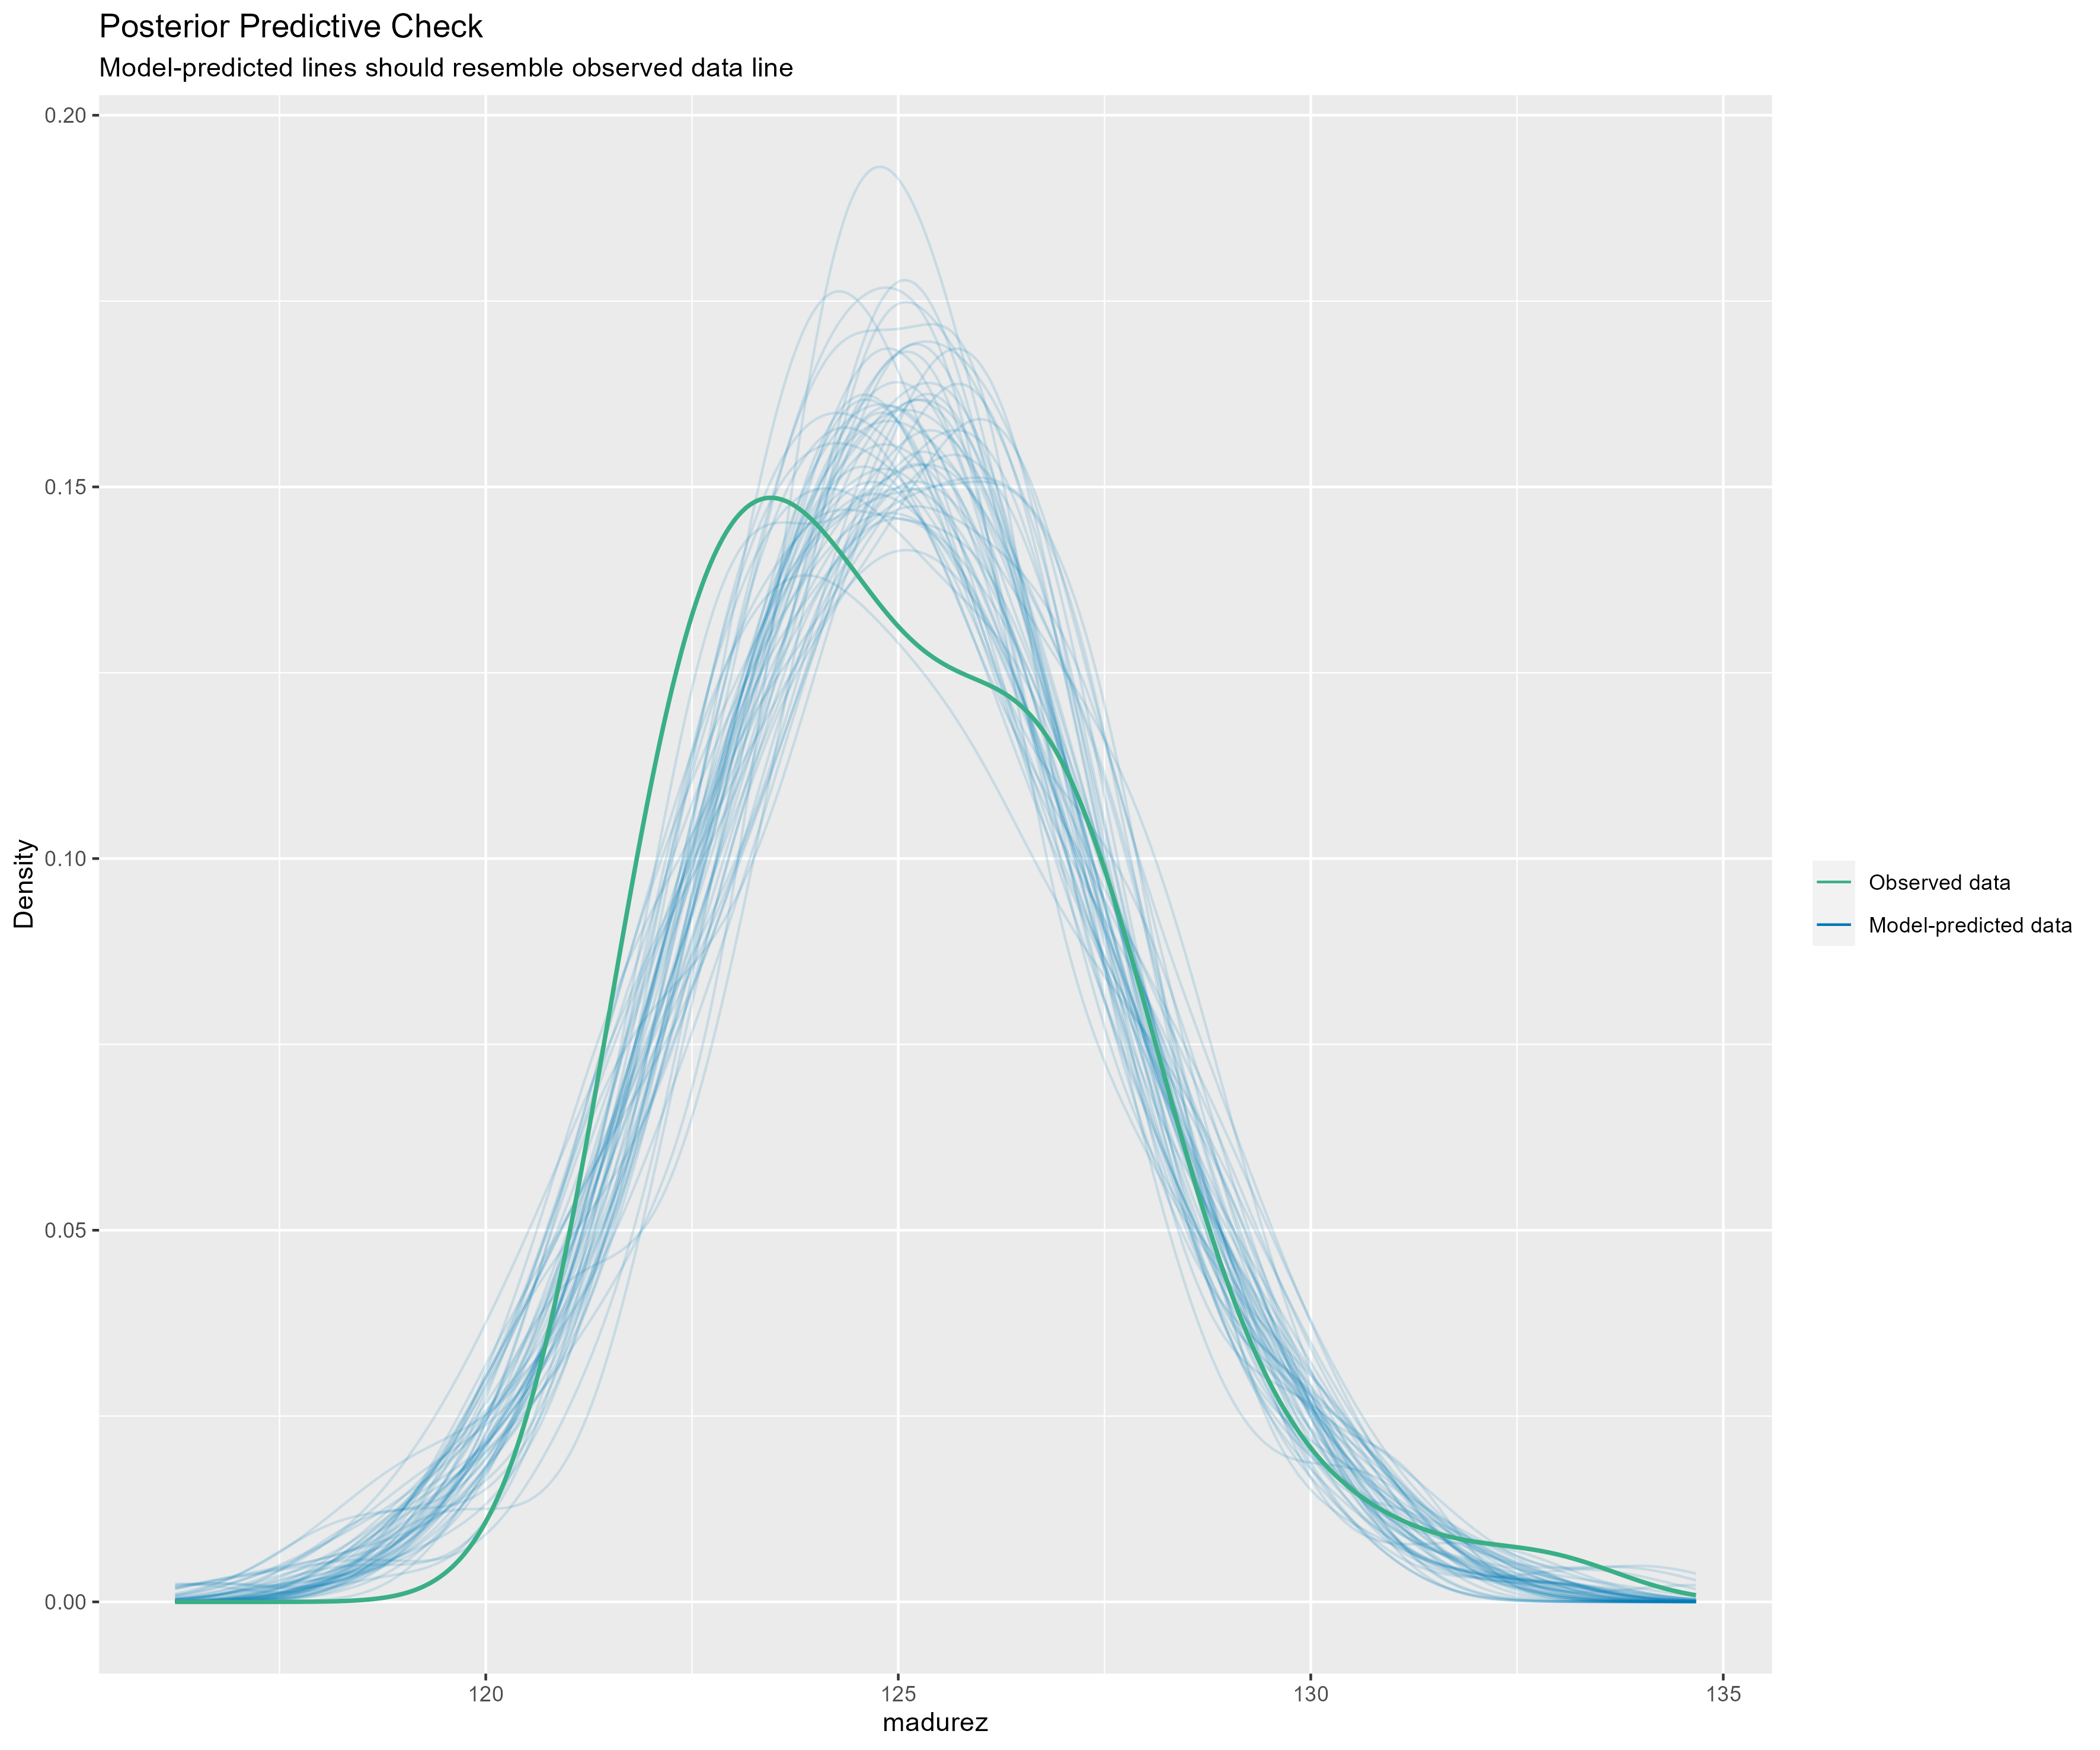 Posterior Predictive Check
Model-predicted lines should resemble observed data line
0.20
0.15
0.10
0.05
0.00
Density
120
125
130
135
madurez
Observed data
Model-predicted data